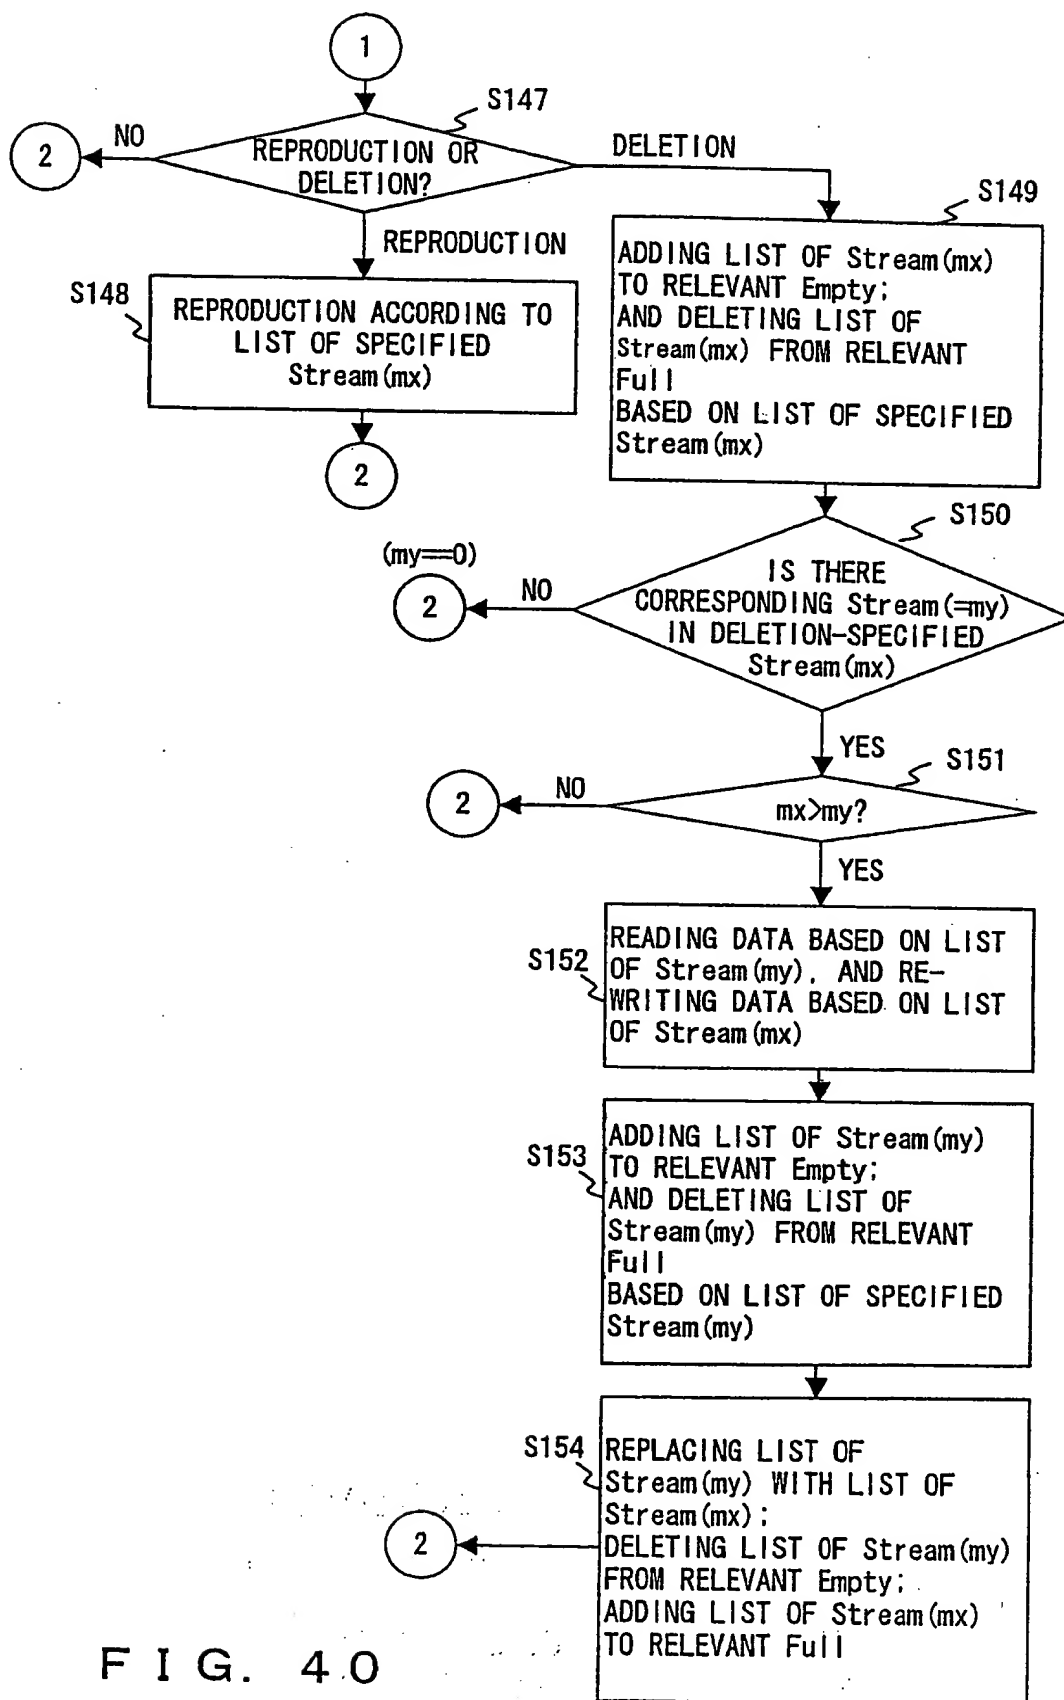 1
S147
NO
2
REPRODUCTION OR
DELETION?
DELETION
REPRODUCTION
S148
REPRODUCTION ACCORDING TO
LIST OF SPECIFIED
Stream(mx)
2
S149
ADDING LIST OF Stream(mx)
TO RELEVANT Empty;
AND DELETING LIST OF
Stream(mx) FROM RELEVANT
Full
BASED ON LIST OF SPECIFIED
Stream(mx)
S150
(my==0)
2
NO
IS THERE
CORRESPONDING Stream(=my)
IN DELETION-SPECIFIED
Stream(mx)
YES
S151
2
NO
mx>my?
YES
S152
READING DATA BASED ON LIST
OF Stream(my). AND RE-
WRITING DATA BASED ON LIST
OF Stream(mx)
S153
ADDING LIST OF Stream(my)
TO RELEVANT Empty;
AND DELETING LIST OF
Stream(my) FROM RELEVANT
Full
BASED ON LIST OF SPECIFIED
Stream(my)
S154
REPLACING LIST OF
Stream(my) WITH LIST OF
Stream(mx);
DELETING LIST OF Stream(my)
FROM RELEVANT Empty;
ADDING LIST OF Stream(mx)
TO RELEVANT Full
2
FIG. 40